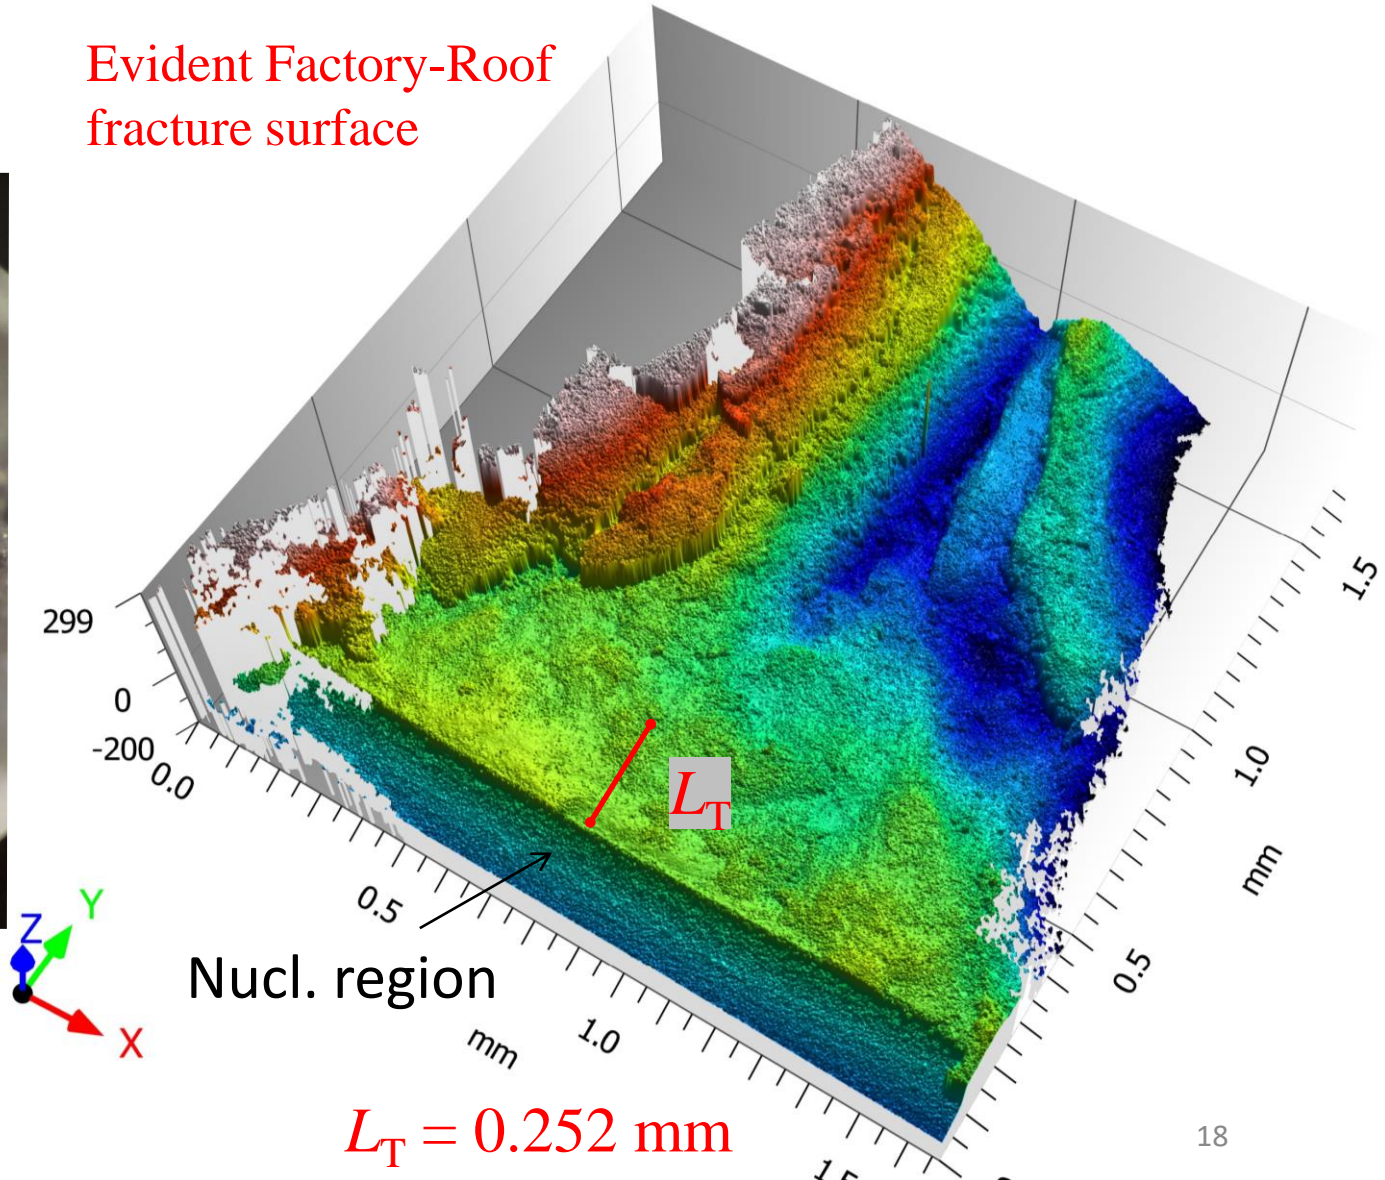 Evident Factory-Roof
fracture surface
299
0
-200
0.0
0.5
1.0
mm
1.5
1.0
0.5
mm
L_T
Nucl. region
Z
Y
X
L_T = 0.252 mm
18